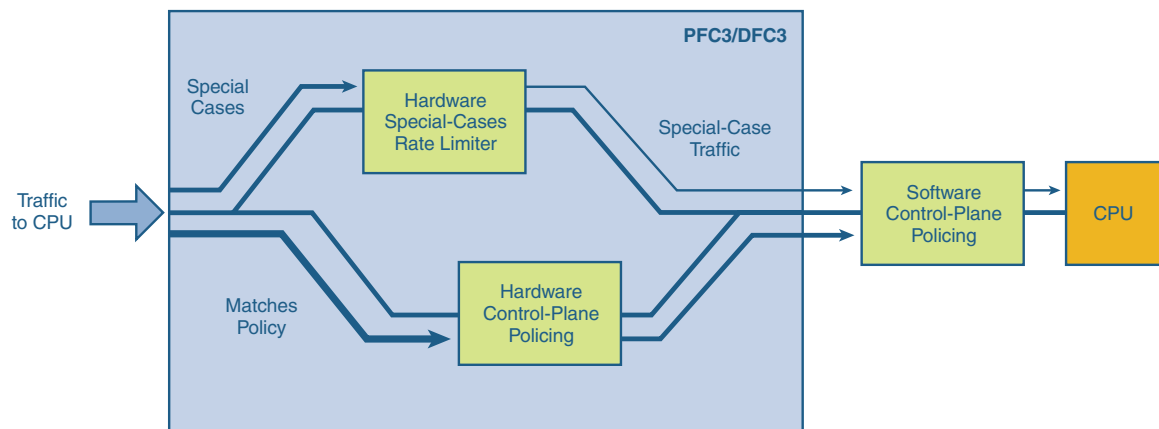 PFC3/DFC3
Special
Cases
Hardware
Special-Cases
Rate Limiter
Special-Case
Traffic
Traffic
to CPU
Software
Control-Plane
Policing
CPU
Matches
Policy
Hardware
Control-Plane
Policing